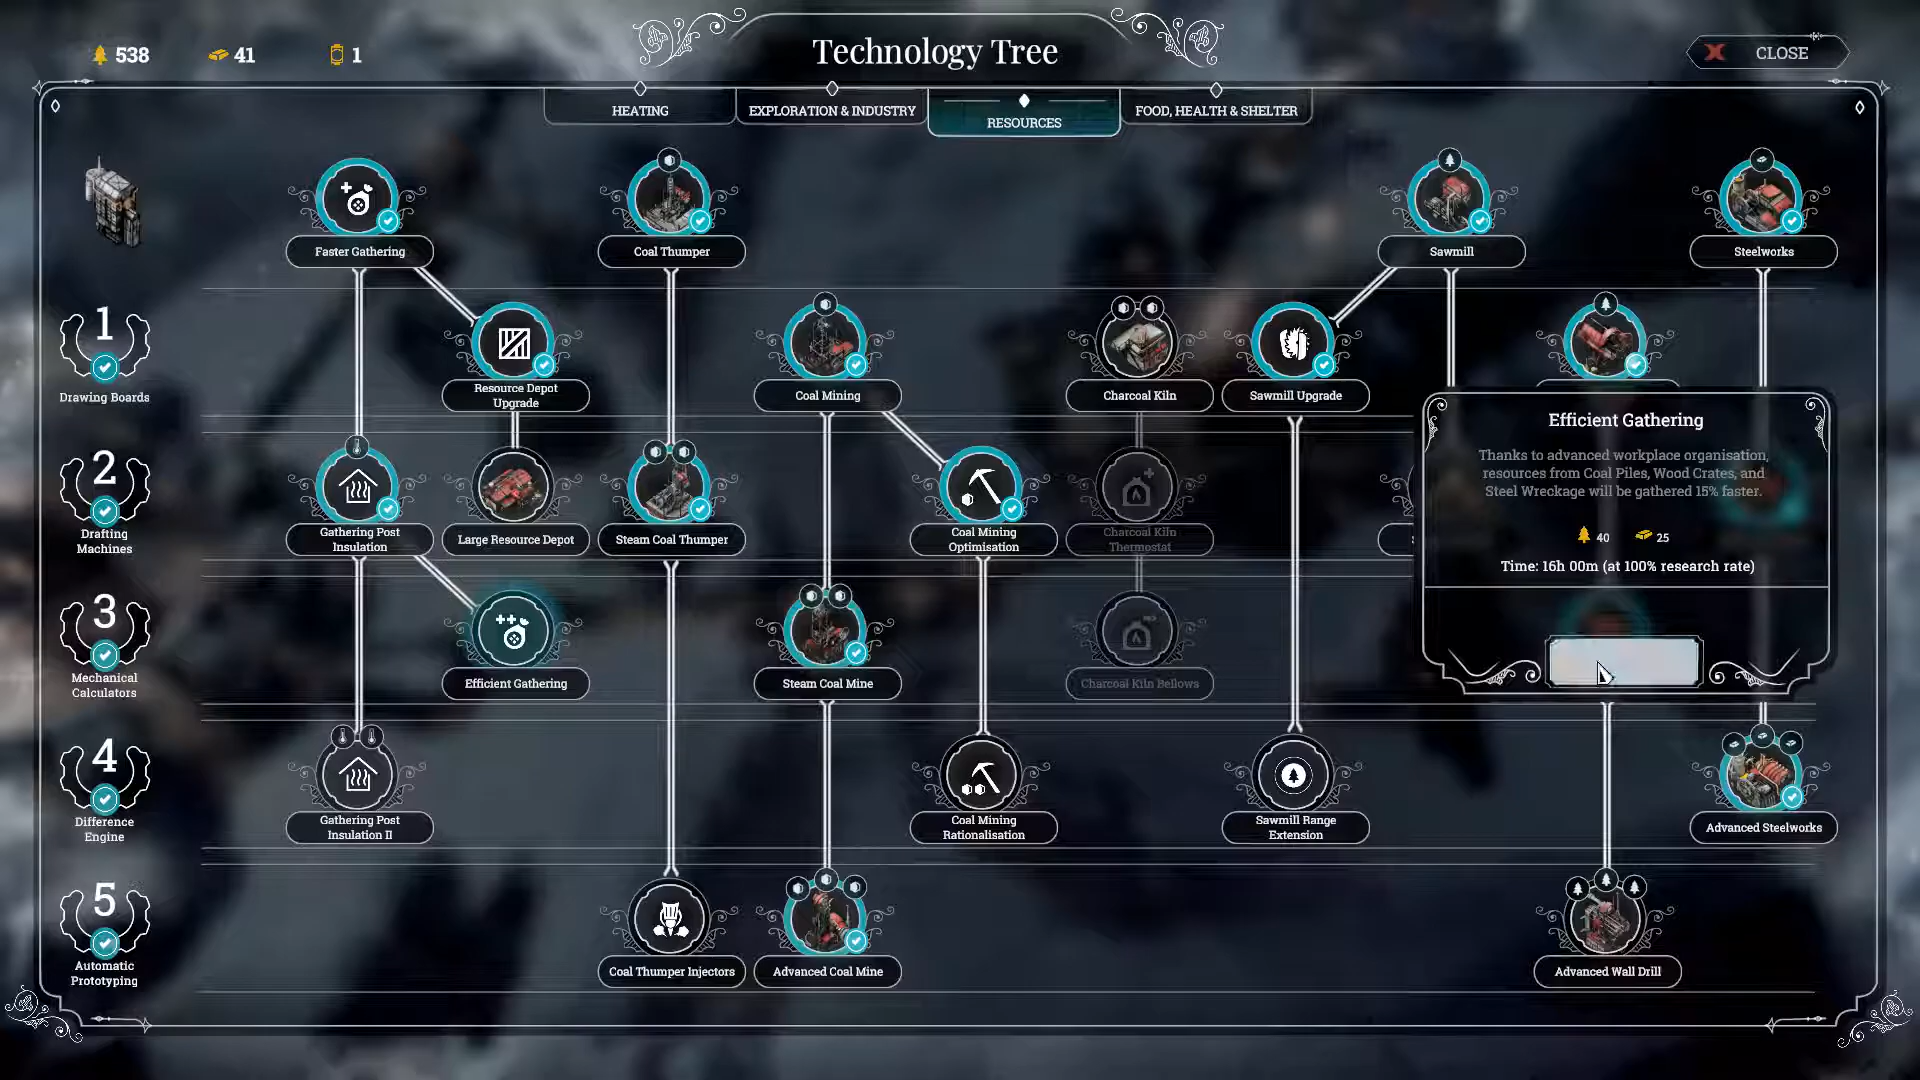 538
41
1
Technology Tree
CLOSE
HEATING
EXPLORATION & INDUSTRY
RESOURCES
FOOD, HEALTH & SHELTER
Faster Gathering
Coal Thumper
Sawmill
Steelworks
1
Drawing Boards
Resource Depot
Upgrade
Coal Mining
Charcoal Kiln
Sawmill Upgrade
2
Drafting
Machines
Gathering Post
Insulation
Large Resource Depot
Steam Coal Thumper
Coal Mining
Optimisation
Charcoal Kiln
Thermostat
Efficient Gathering
Thanks to advanced workplace organisation,
resources from Coal Piles, Wood Crates, and
Steel Wreckage will be gathered 15% faster.
40
25
Time: 16h 00m (at 100% research rate)
3
Mechanical
Calculators
Efficient Gathering
Steam Coal Mine
Charcoal Kiln Bellows
4
Difference
Engine
Gathering Post
Insulation II
Coal Mining
Rationalisation
Sawmill Range
Extension
Advanced Steelworks
5
Automatic
Prototyping
Coal Thumper Injectors
Advanced Coal Mine
Advanced Wall Drill